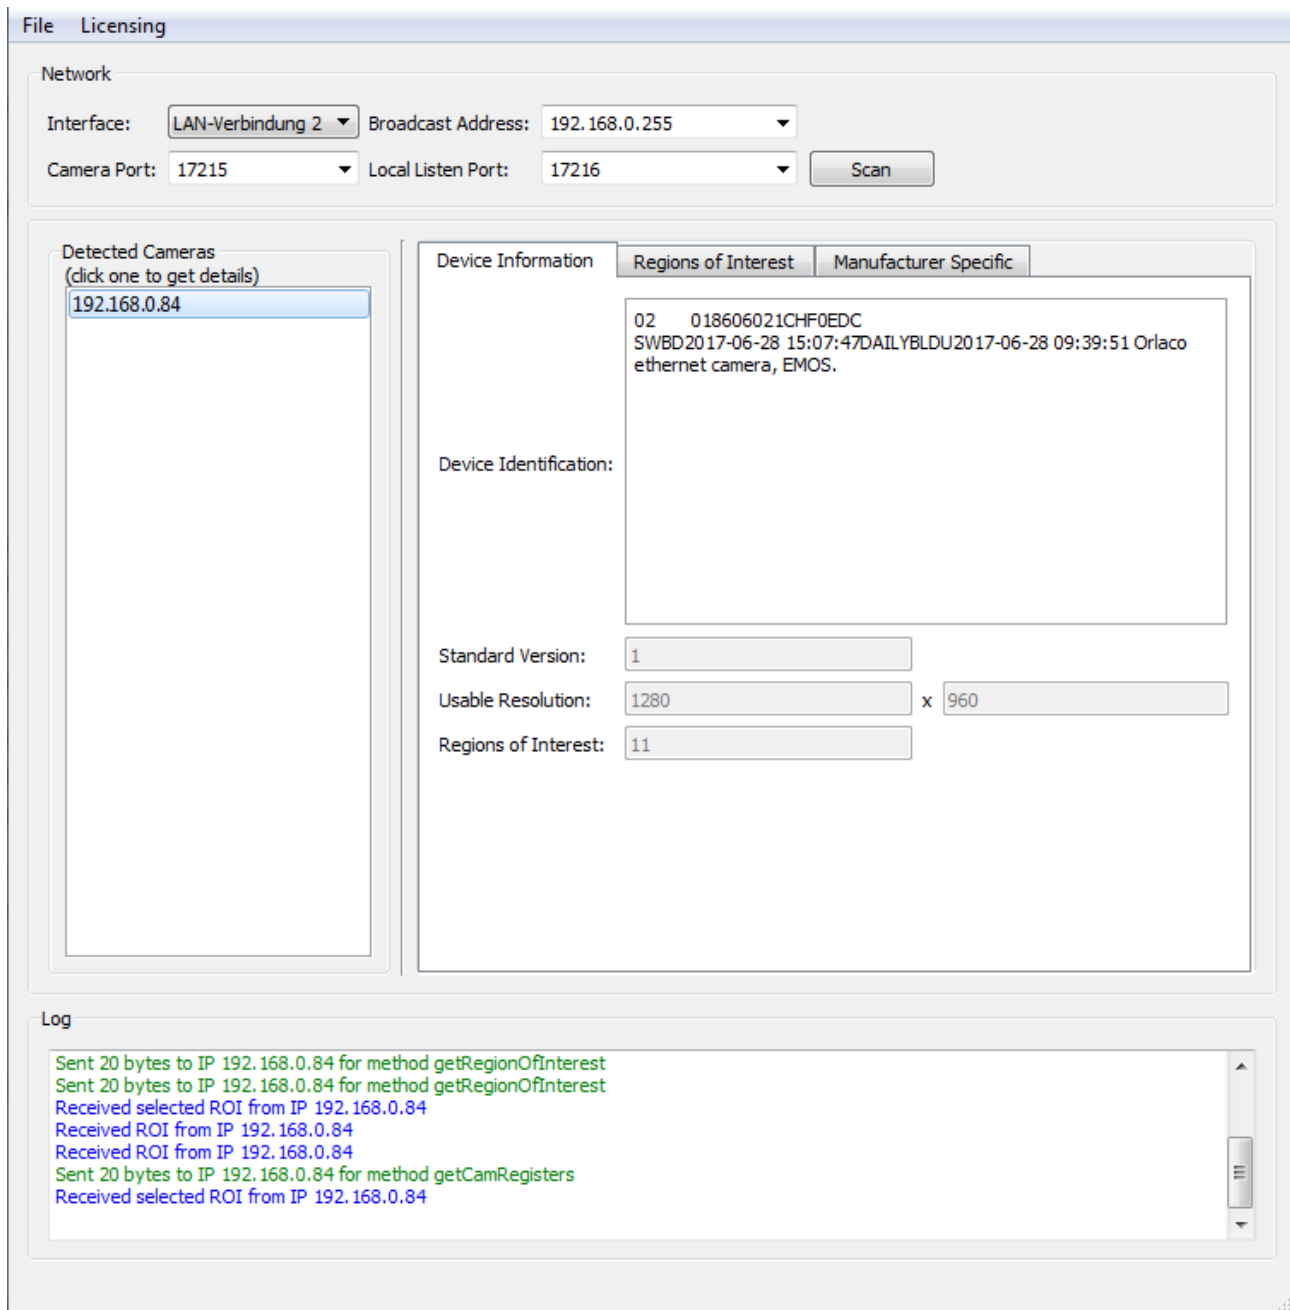 File Licensing
Network
Interface: LAN-Verbindung 2 Broadcast Address: 192.168.0.255
Camera Port: 17215 Local Listen Port: 17216 Scan
Detected Cameras
(click one to get details)
192.168.0.84
Device Information Regions of Interest Manufacturer Specific
Device Identification:
02 018606021CHF0EDC
SWBD2017-06-28 15:07:47DAILYBLDU2017-06-28 09:39:51 Orlaco
ethernet camera, EMOS.
Standard Version: 1
Usable Resolution: 1280 x 960
Regions of Interest: 11
Log
Sent 20 bytes to IP 192.168.0.84 for method getRegionOfInterest
Sent 20 bytes to IP 192.168.0.84 for method getRegionOfInterest
Received selected ROI from IP 192.168.0.84
Received ROI from IP 192.168.0.84
Received ROI from IP 192.168.0.84
Sent 20 bytes to IP 192.168.0.84 for method getCamRegisters
Received selected ROI from IP 192.168.0.84